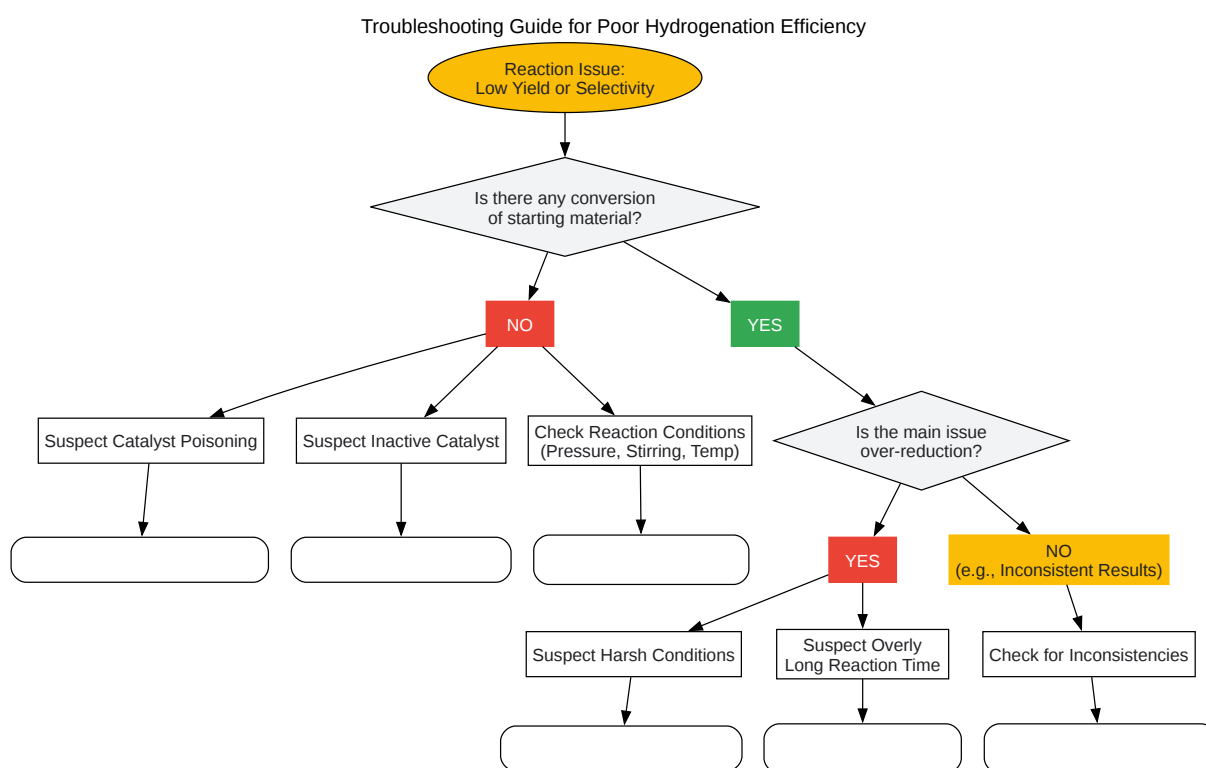 Troubleshooting Guide for Poor Hydrogenation Efficiency
Reaction Issue:
Low Yield or Selectivity
Is there any conversion
of starting material?
NO
YES
Suspect Catalyst Poisoning
Suspect Inactive Catalyst
Check Reaction Conditions
(Pressure, Stirring, Temp)
Is the main issue
over-reduction?
YES
NO
(e.g., Inconsistent Results)
Suspect Harsh Conditions
Suspect Overly
Long Reaction Time
Check for Inconsistencies